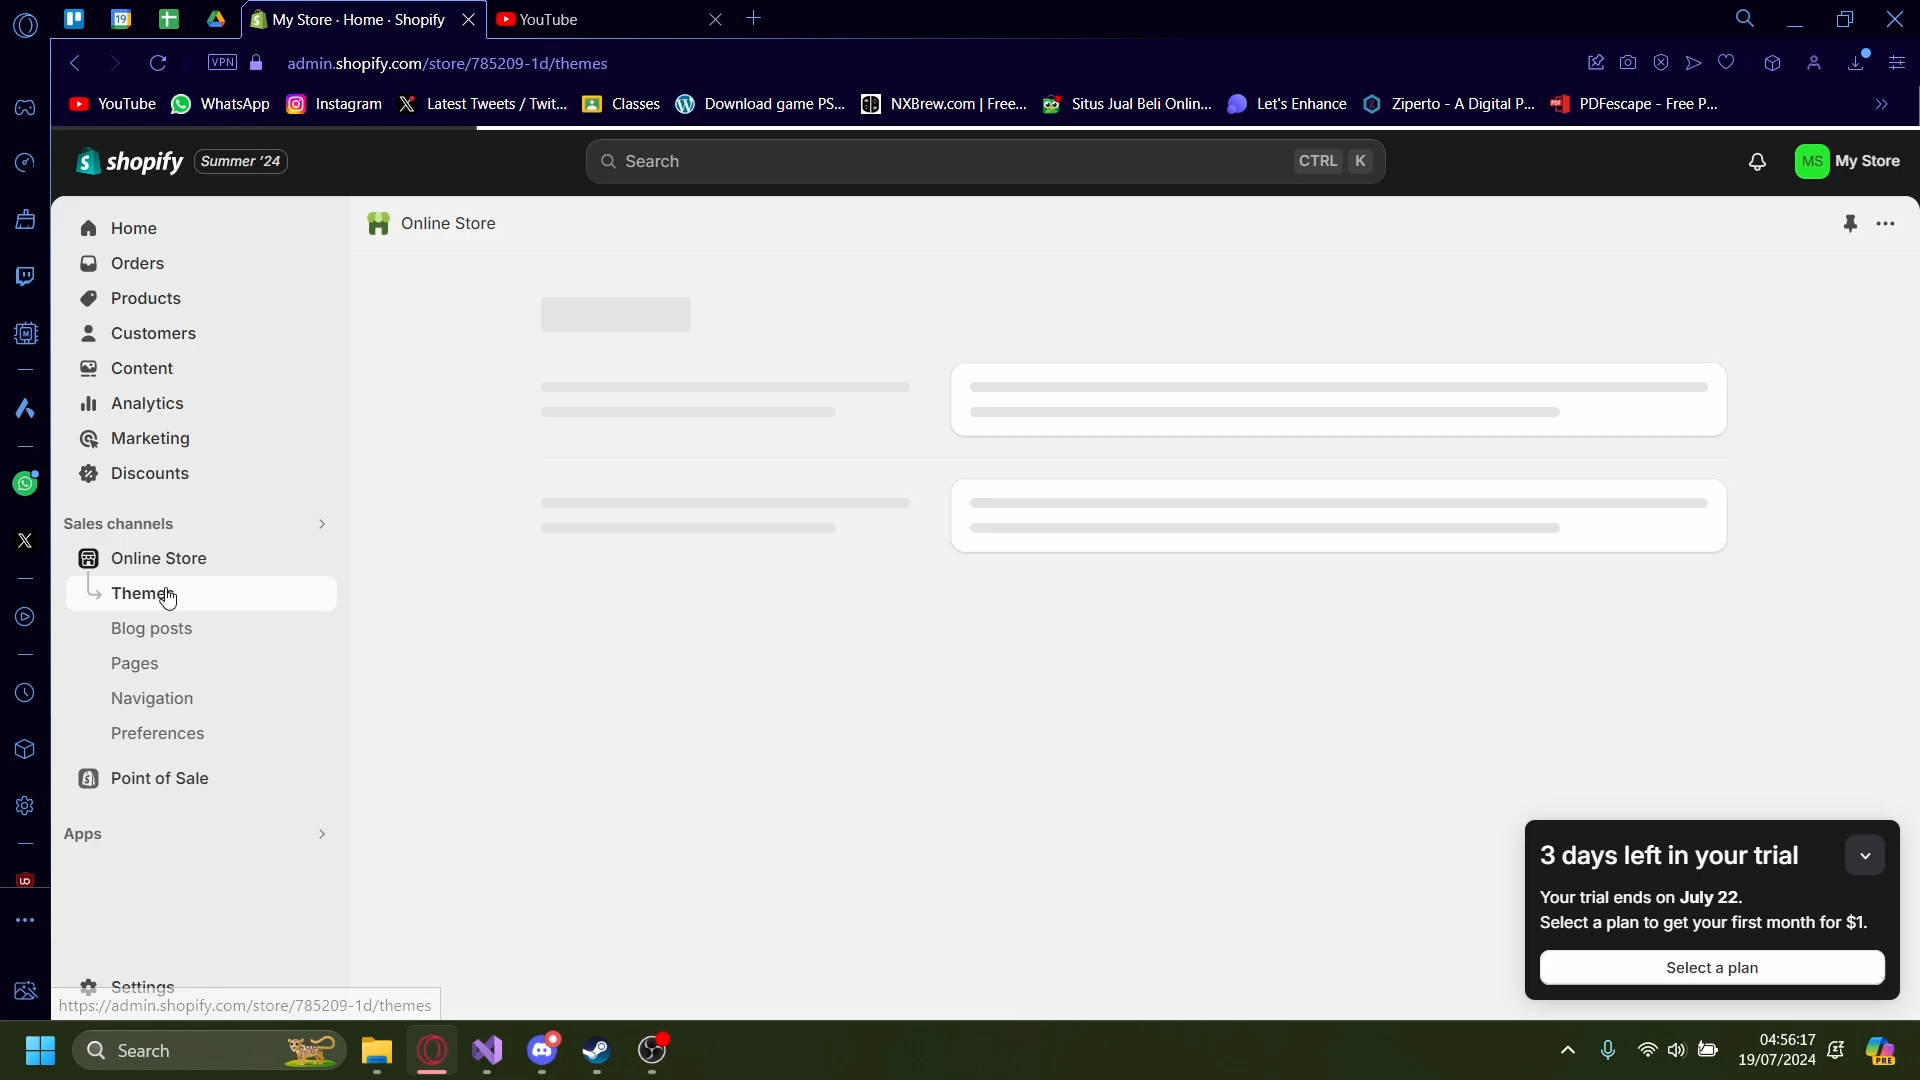 My Store · Home · Shopify
YouTube
VPN
admin.shopify.com/store/785209-1d/themes
YouTube
WhatsApp
Instagram
Latest Tweets / Twit...
Classes
Download game PS...
NXBrew.com | Free...
Situs Jual Beli Onlin...
Let's Enhance
Ziperto - A Digital P...
PDFescape - Free P...
shopify
Summer '24
Search
CTRL K
MS
My Store
Home
Orders
Products
Customers
Content
Analytics
Marketing
Discounts
Sales channels
Online Store
Themes
Blog posts
Pages
Navigation
Preferences
Point of Sale
Apps
Settings
https://admin.shopify.com/store/785209-1d/themes
Online Store
3 days left in your trial
Your trial ends on July 22.
Select a plan to get your first month for $1.
Select a plan
Search
04:56:17
19/07/2024
PRE